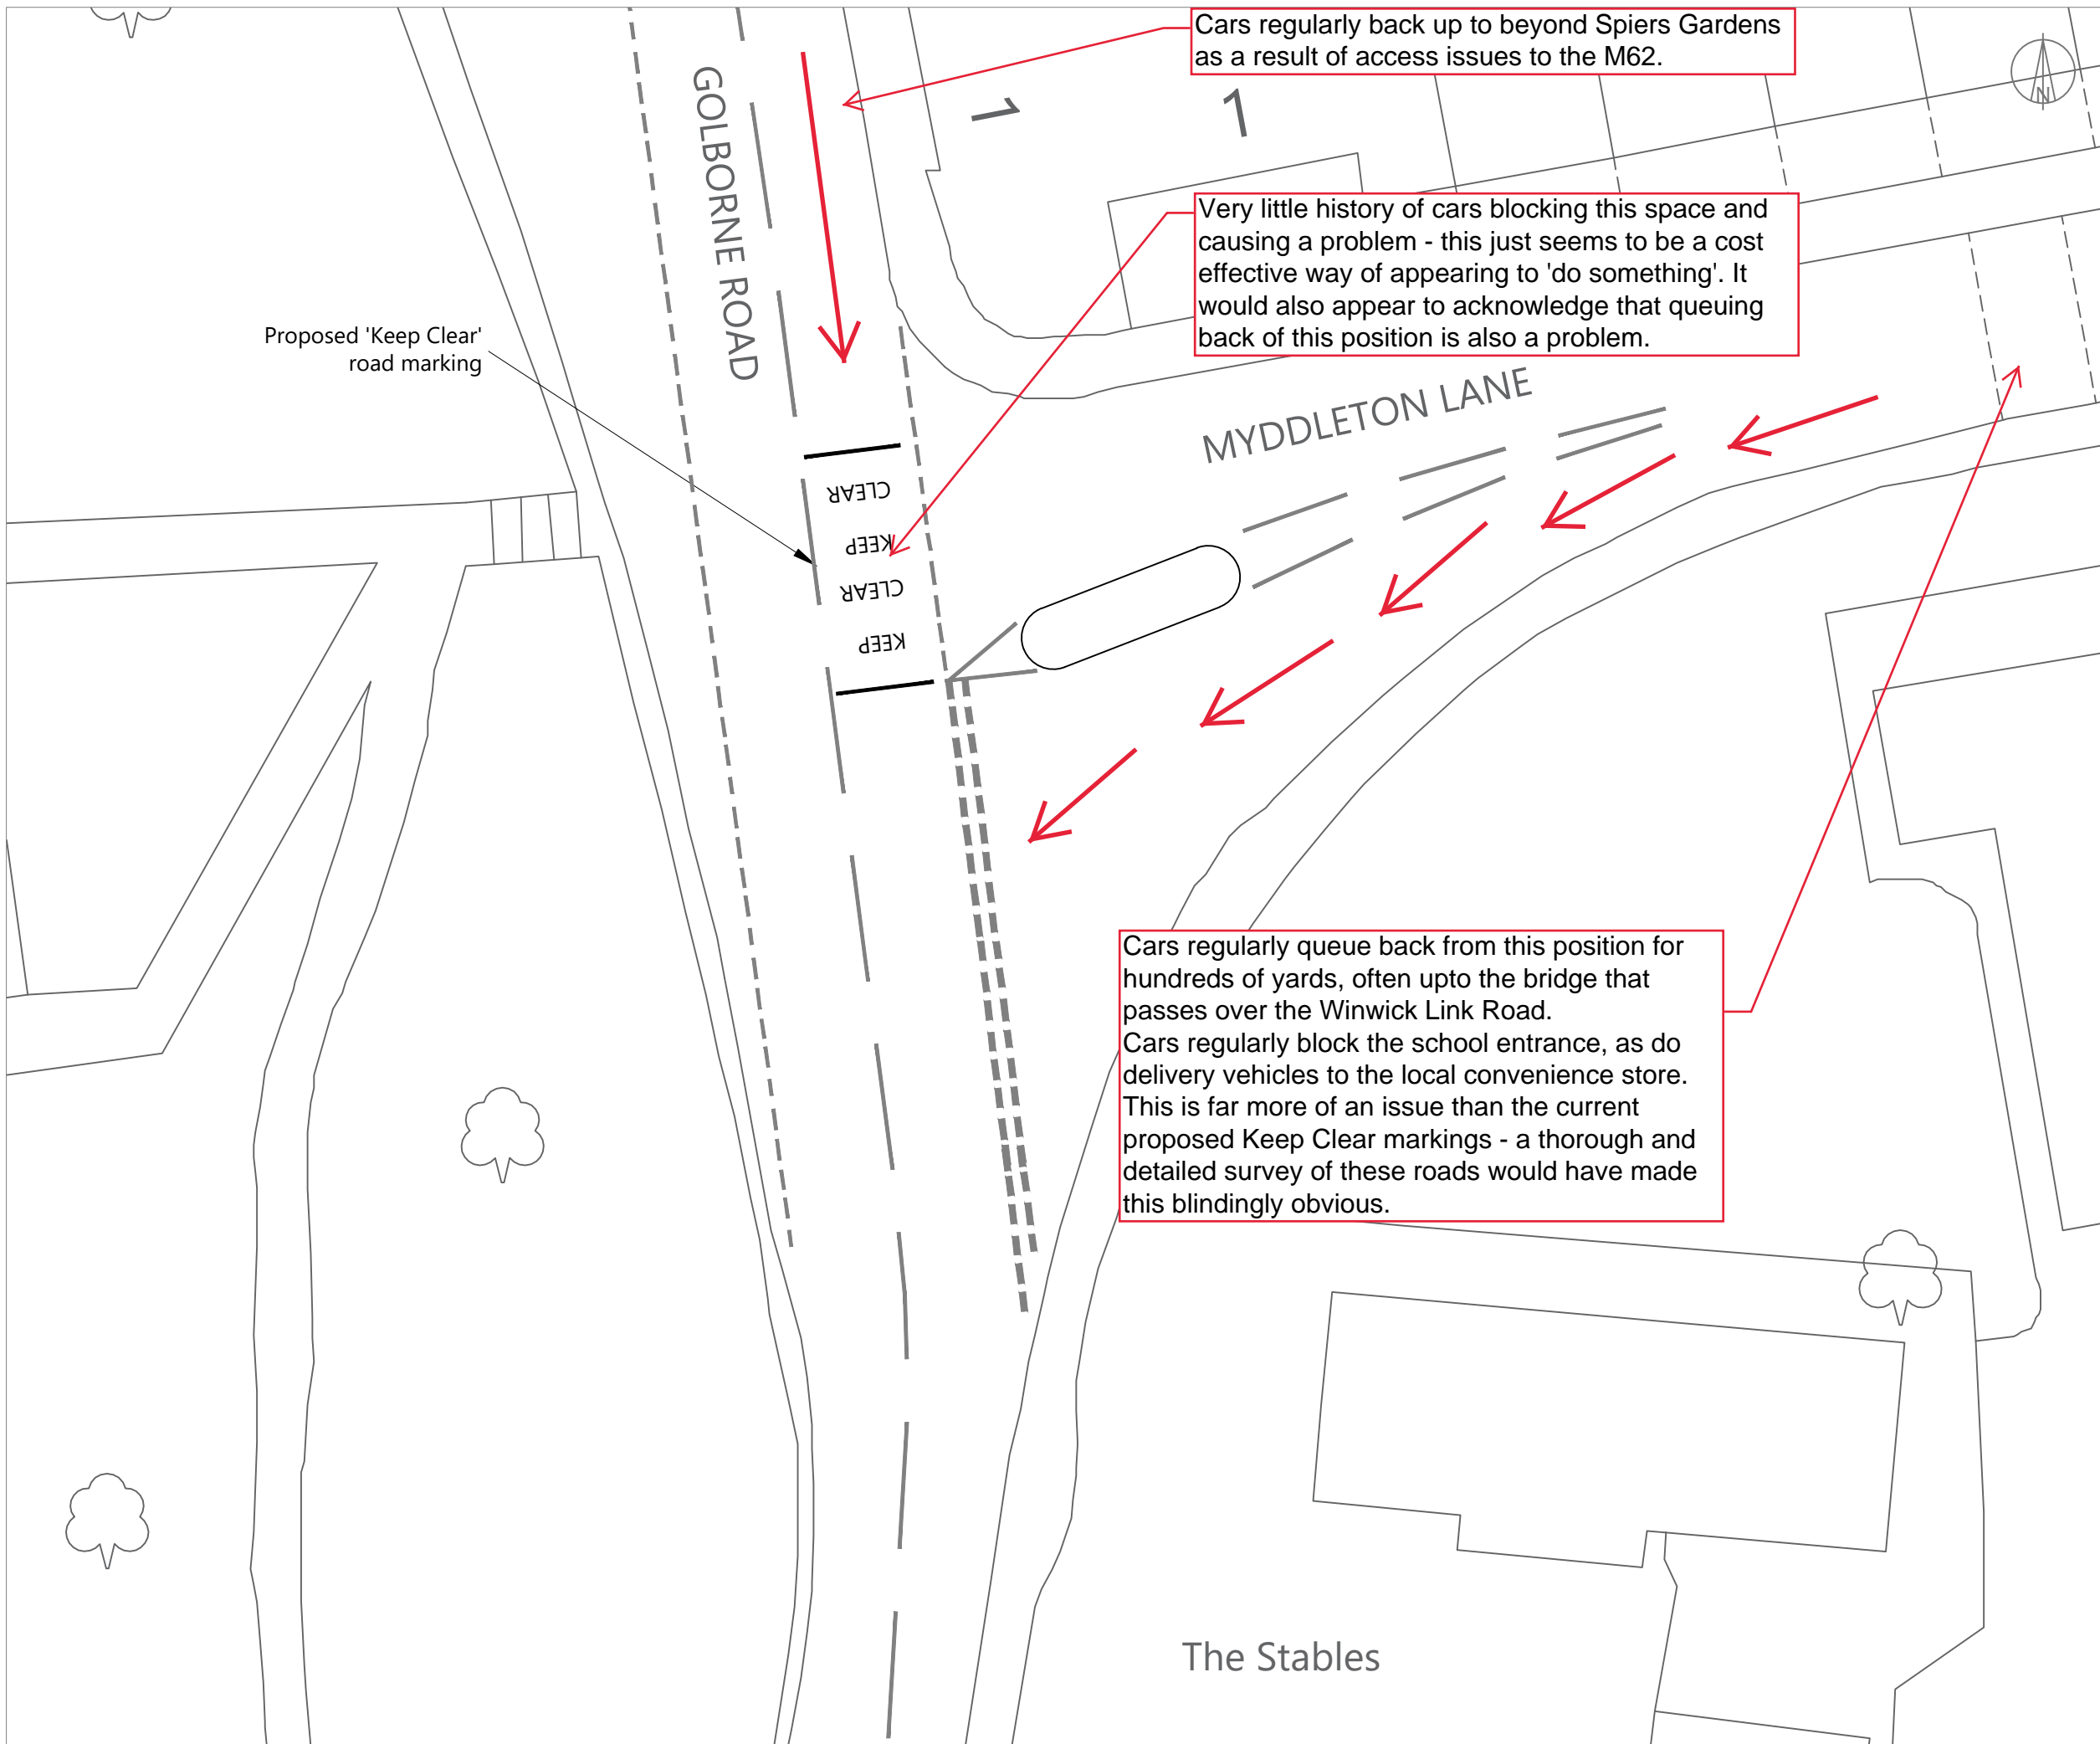 Cars regularly back up to beyond Spiers Gardens
as a result of access issues to the M62.
N
GOLBORNE ROAD
1
1
Very little history of cars blocking this space and
causing a problem - this just seems to be a cost
effective way of appearing to 'do something'. It
would also appear to acknowledge that queuing
back of this position is also a problem.
Proposed 'Keep Clear'
road marking
MYDDLETON LANE
CLEAR
KEEP
CLEAR
KEEP
Cars regularly queue back from this position for
hundreds of yards, often upto the bridge that
passes over the Winwick Link Road.
Cars regularly block the school entrance, as do
delivery vehicles to the local convenience store.
This is far more of an issue than the current
proposed Keep Clear markings - a thorough and
detailed survey of these roads would have made
this blindingly obvious.
The Stables